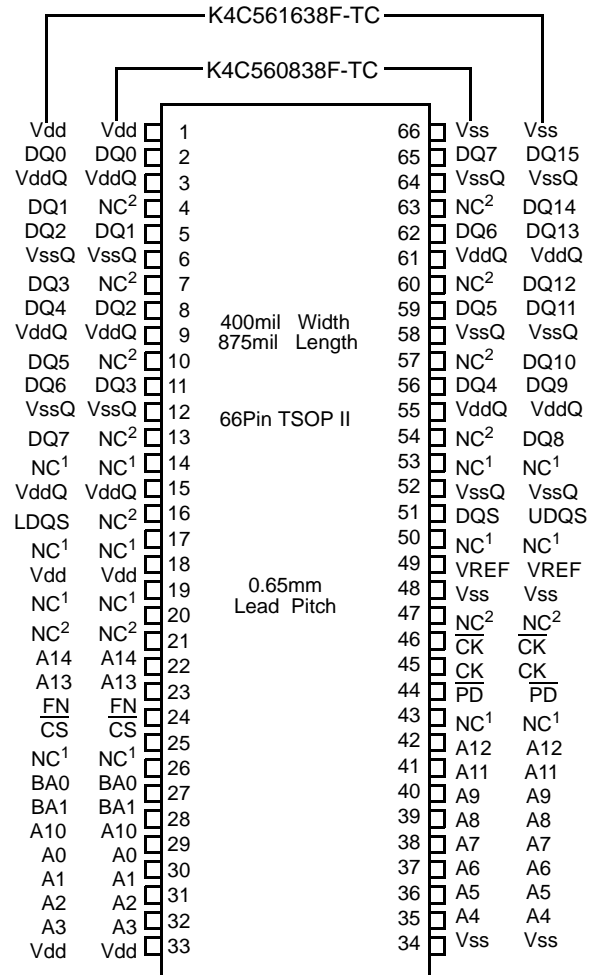 K4C561638F-TC
K4C560838F-TC
Vdd Vdd 1 66 Vss Vss
DQ0 DQ0 2 65 DQ7 DQ15
VddQ VddQ 3 64 VssQ VssQ
DQ1 NC² 4 63 NC² DQ14
DQ2 DQ1 5 62 DQ6 DQ13
VssQ VssQ 6 61 VddQ VddQ
DQ3 NC² 7 60 NC² DQ12
DQ4 DQ2 8 59 DQ5 DQ11
400mil Width
VddQ VddQ 9 58 VssQ VssQ
875mil Length
DQ5 NC² 10 57 NC² DQ10
DQ6 DQ3 11 56 DQ4 DQ9
VssQ VssQ 12 66Pin TSOP II 55 VddQ VddQ
DQ7 NC² 13 54 NC² DQ8
NC¹ NC¹ 14 53 NC¹ NC¹
VddQ VddQ 15 52 VssQ VssQ
LDQS NC² 16 51 DQS UDQS
NC¹ NC¹ 17 50 NC¹ NC¹
Vdd Vdd 18 49 VREF VREF
NC¹ NC¹ 19 0.65mm 48 Vss Vss
NC² NC² 20 Lead Pitch 47 NC² NC²
A14 A14 21 46 C̅K̅ C̅K̅
A13 A13 22 45 CK CK
FN FN 23 44 P̅D̅ P̅D̅
C̅S̅ C̅S̅ 24 43 NC¹ NC¹
NC¹ NC¹ 25 42 A12 A12
BA0 BA0 26 41 A11 A11
BA1 BA1 27 40 A9 A9
A10 A10 28 39 A8 A8
A0 A0 29 38 A7 A7
A1 A1 30 37 A6 A6
A2 A2 31 36 A5 A5
A3 A3 32 35 A4 A4
Vdd Vdd 33 34 Vss Vss